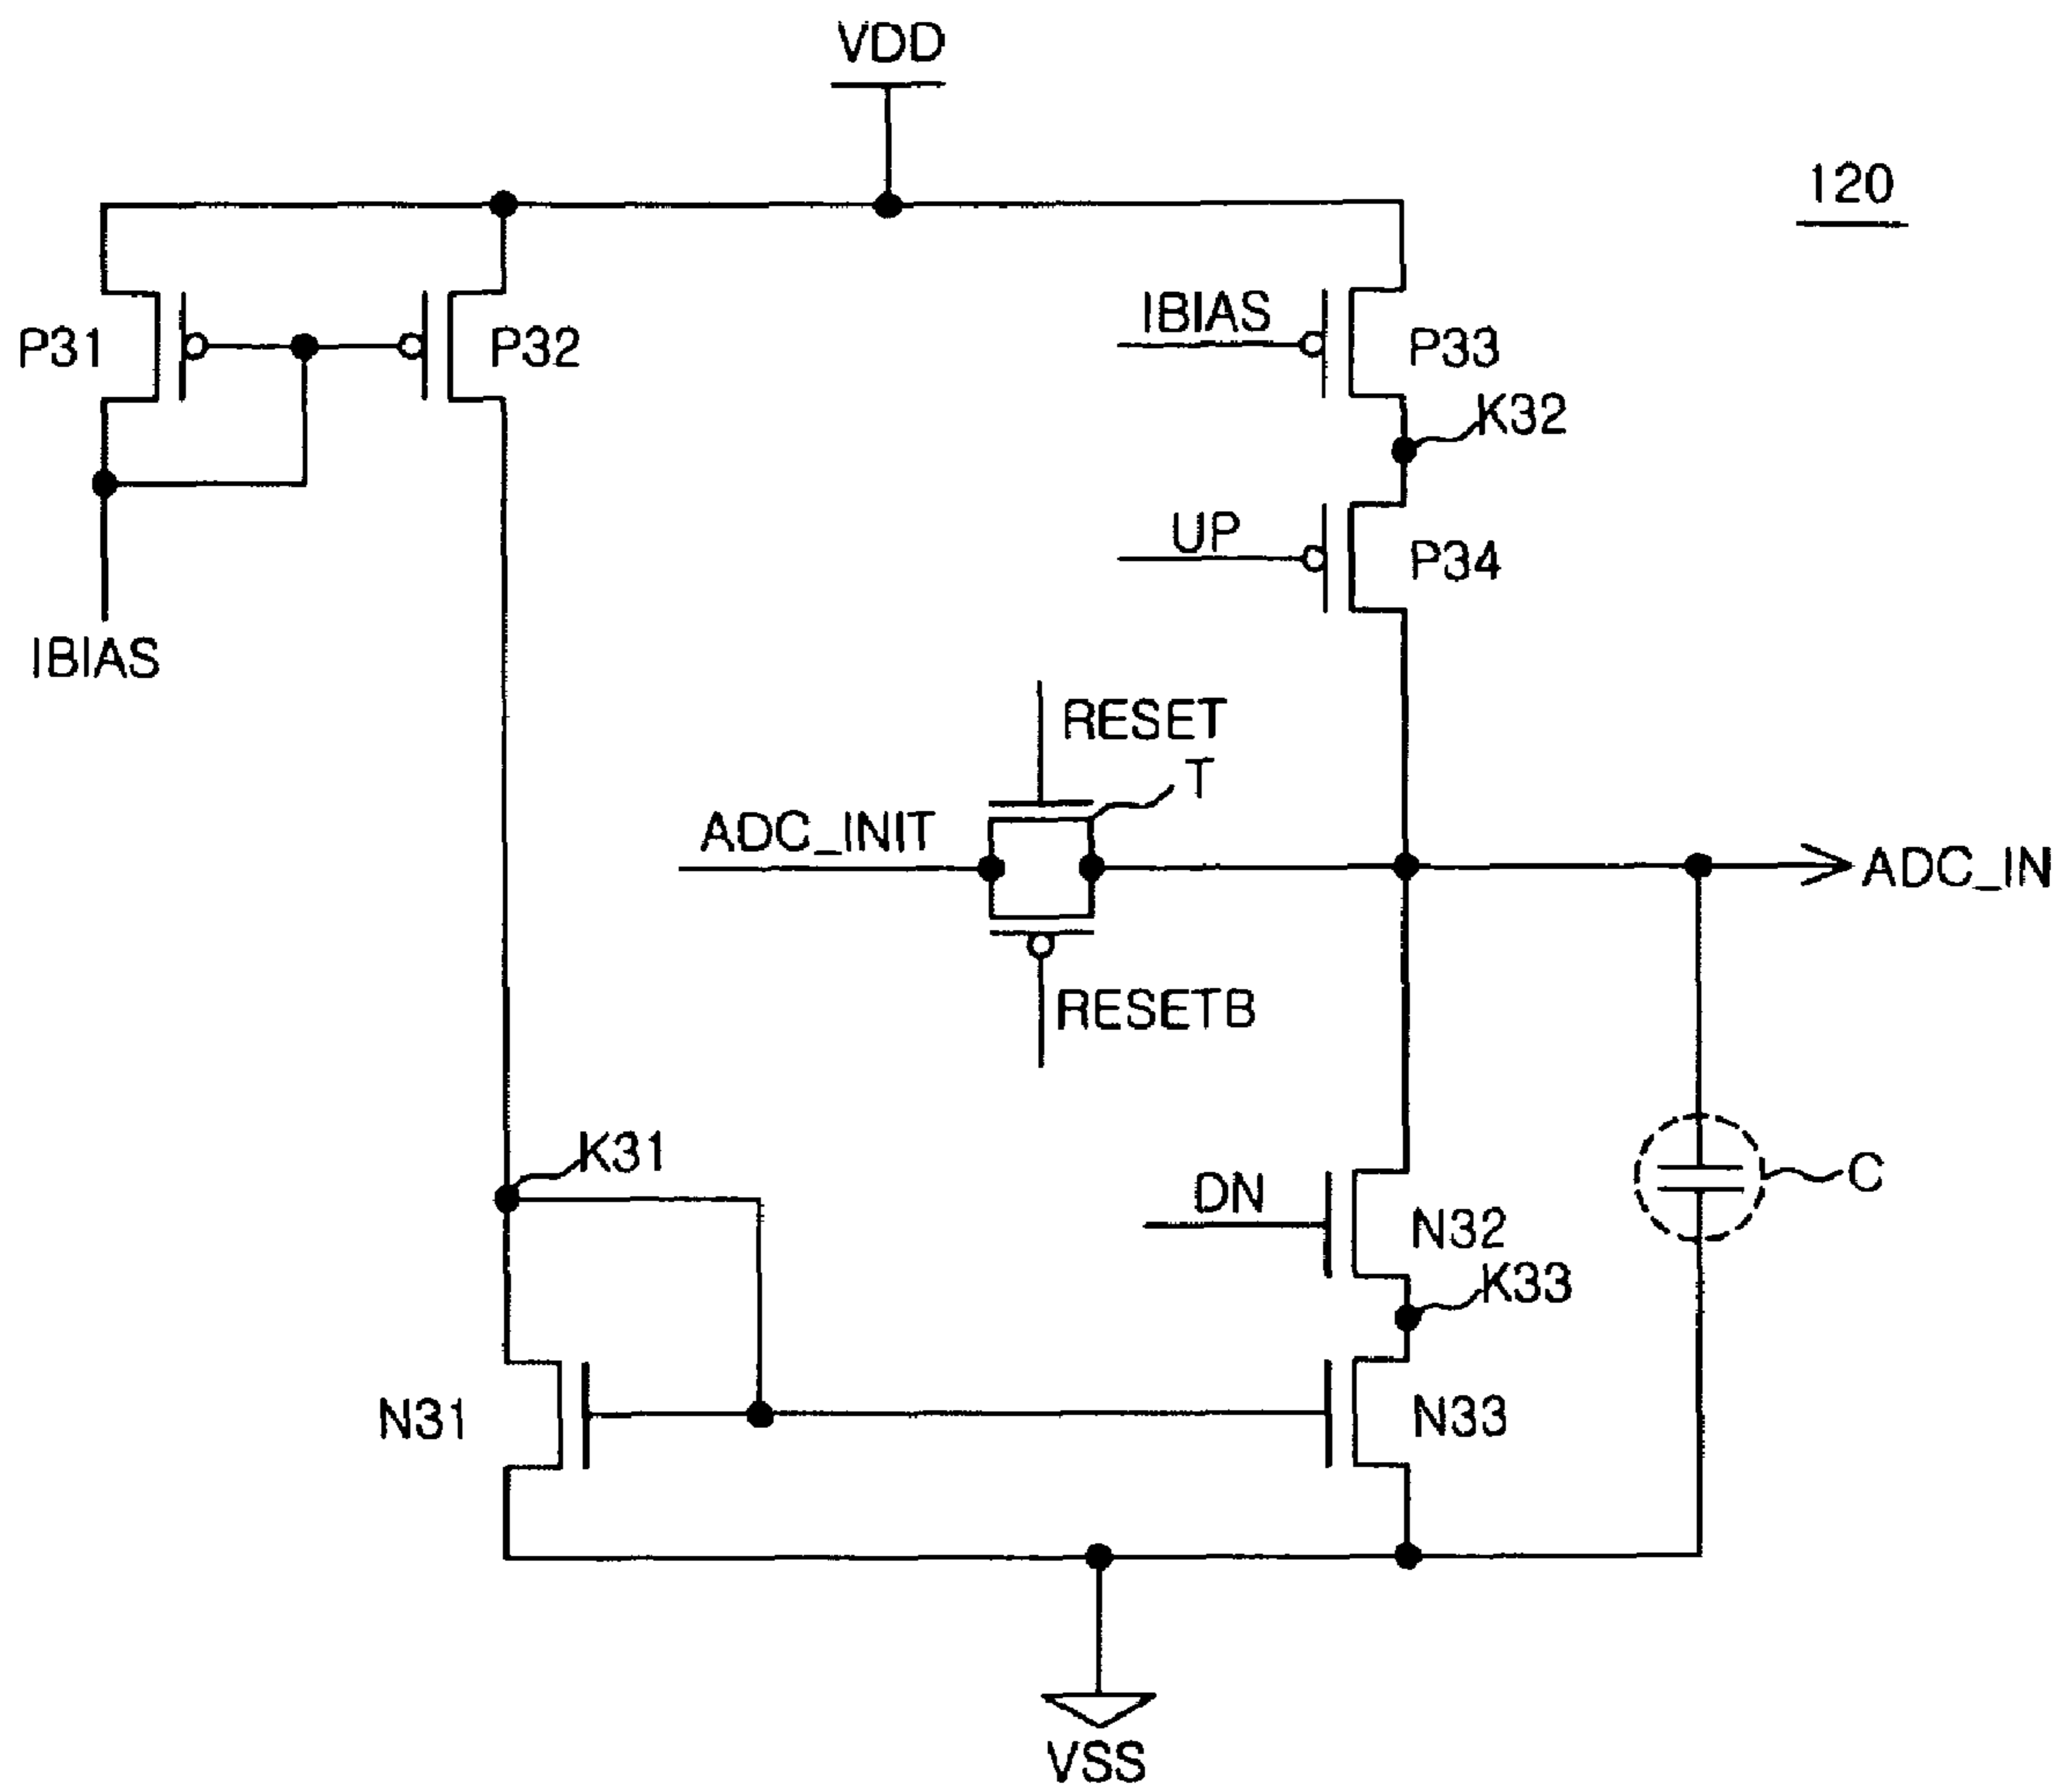 VDD
120
IBIAS
P31
P32
P33
K32
UP
P34
IBIAS
RESET
T
ADC_INIT
ADC_IN
RESETB
K31
DN
C
N32
K33
N31
N33
VSS